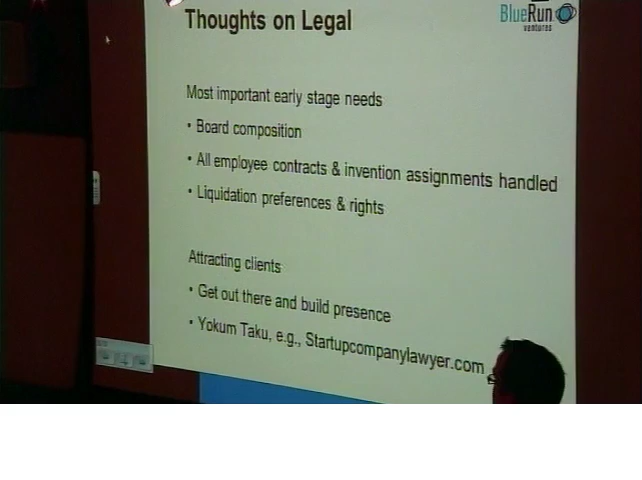 Thoughts on Legal
BlueRun
ventures
Most important early stage needs
• Board composition
• All employee contracts & invention assignments handled
• Liquidation preferences & rights
Attracting clients
• Get out there and build presence
• Yokum Taku, e.g., Startupcompanylawyer.com